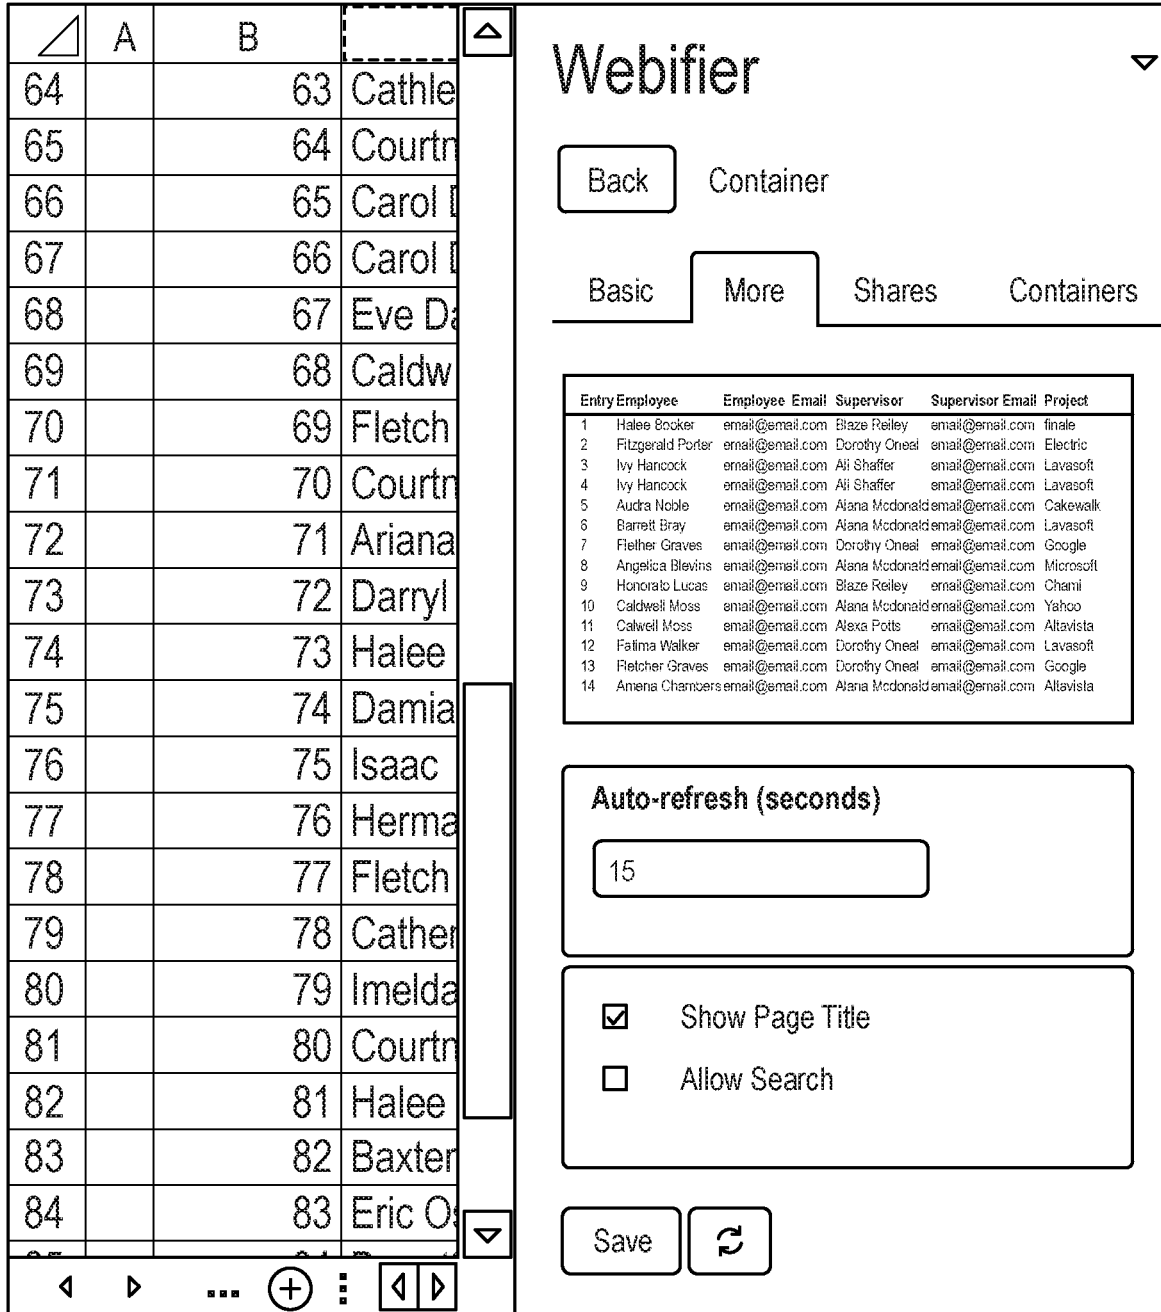 A B
64 63 Cathle
65 64 Courtn
66 65 Carol D
67 66 Carol D
68 67 Eve Da
69 68 Caldw
70 69 Fletch
71 70 Courtn
72 71 Ariana
73 72 Darryl
74 73 Halee
75 74 Damia
76 75 Isaac
77 76 Herma
78 77 Fletch
79 78 Cather
80 79 Imelda
81 80 Courtn
82 81 Halee
83 82 Baxter
84 83 Eric Os
...
Webifier
Back Container
Basic More Shares Containers
Entry Employee Employee Email Supervisor Supervisor Email Project
1 Halee Booker email@email.com Blaze Reiley email@email.com finale
2 Fitzgerald Porter email@email.com Dorothy Oneal email@email.com Electric
3 Ivy Hancock email@email.com Ali Shaffer email@email.com Lavasoft
4 Ivy Hancock email@email.com Ali Shaffer email@email.com Lavasoft
5 Audra Noble email@email.com Alana Mcdonald email@email.com Cakewalk
6 Barrett Bray email@email.com Alana Mcdonald email@email.com Lavasoft
7 Flether Graves email@email.com Dorothy Oneal email@email.com Google
8 Angelica Blevins email@email.com Alana Mcdonald email@email.com Microsoft
9 Honorato Lucas email@email.com Blaze Reiley email@email.com Chami
10 Caldwell Moss email@email.com Alana Mcdonald email@email.com Yahoo
11 Calwell Moss email@email.com Alexa Potts email@email.com Altavista
12 Fatima Walker email@email.com Dorothy Oneal email@email.com Lavasoft
13 Fletcher Graves email@email.com Dorothy Oneal email@email.com Google
14 Amena Chambers email@email.com Alana Mcdonald email@email.com Altavista
Auto-refresh (seconds)
15
Show Page Title
Allow Search
Save